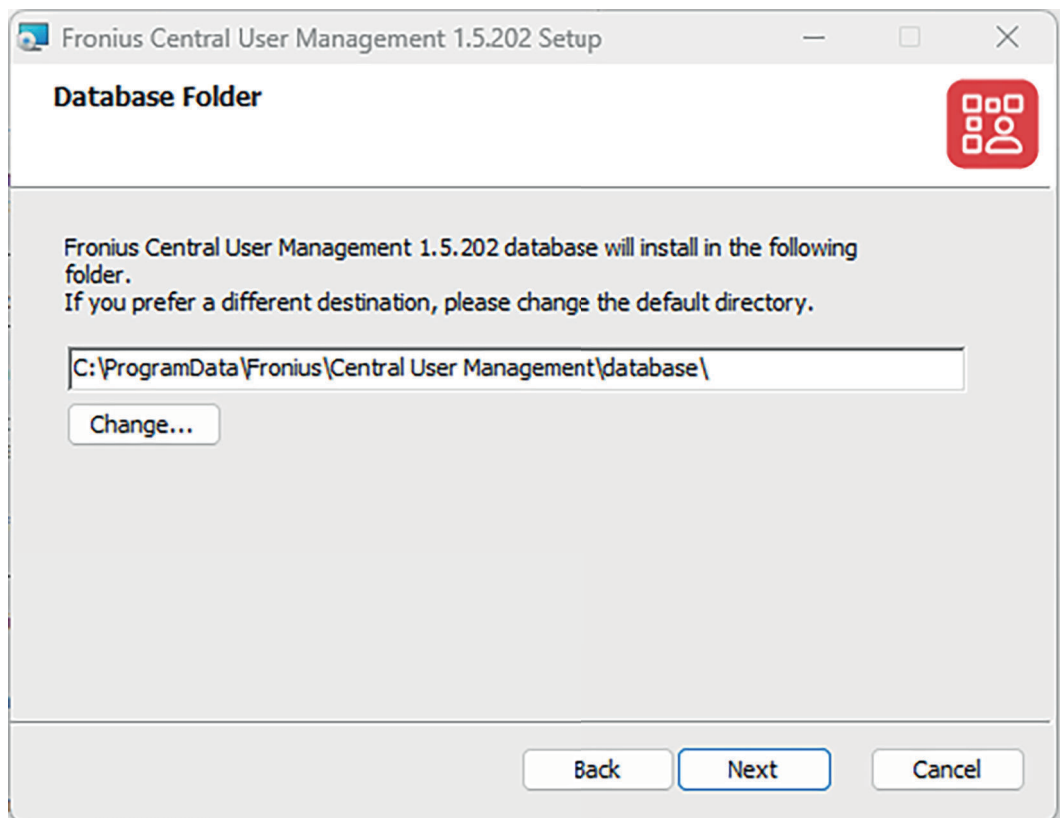 Fronius Central User Management 1.5.202 Setup
Database Folder
Fronius Central User Management 1.5.202 database will install in the following
folder.
If you prefer a different destination, please change the default directory.
C:\ProgramData\Fronius\Central User Management\database\
Change...
Back
Next
Cancel